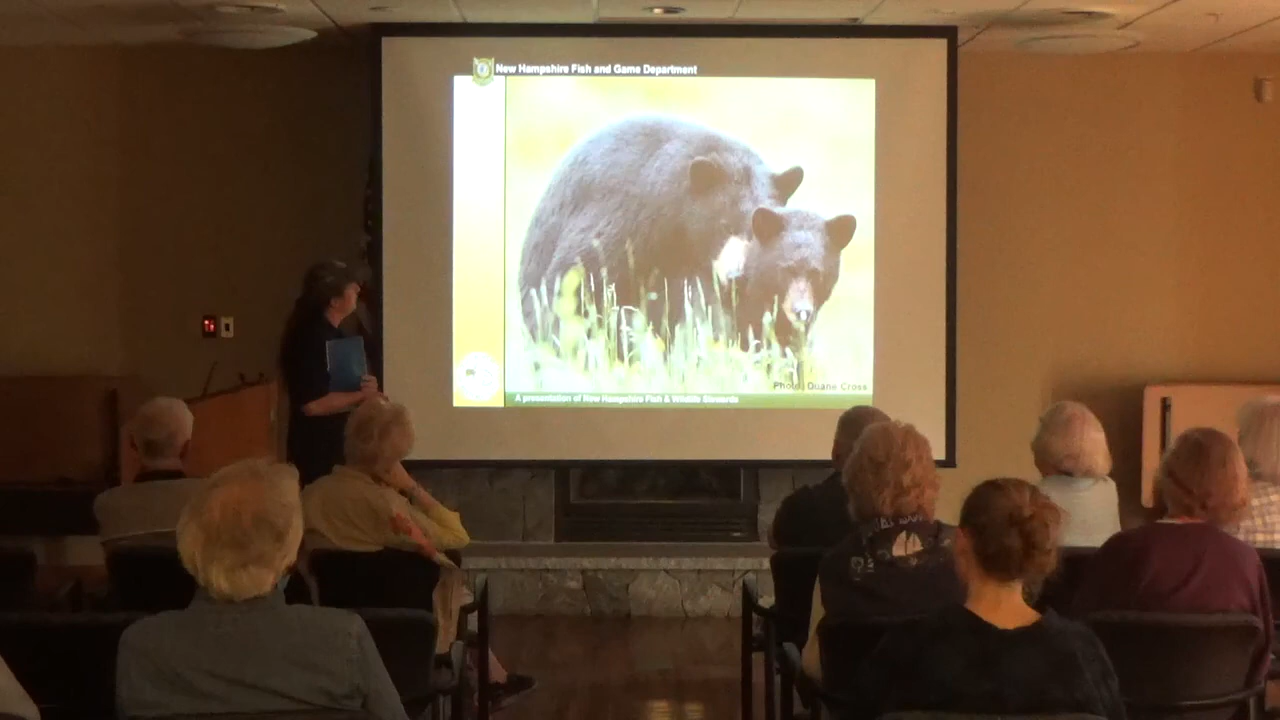 New Hampshire Fish and Game Department
Photo: Duane Cross
A presentation of New Hampshire Fish & Wildlife Stewards